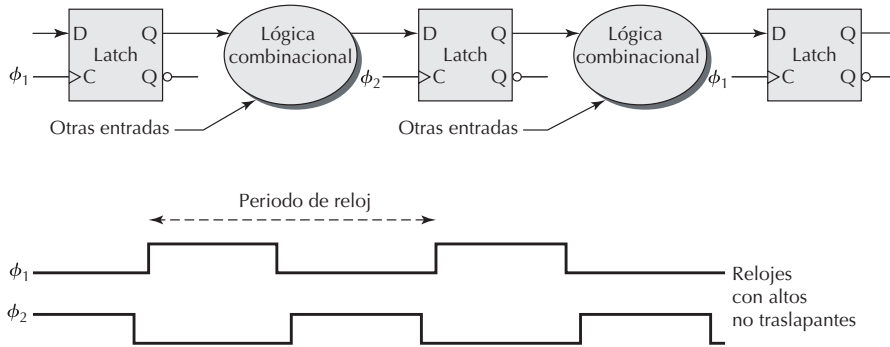 D Q
Latch
C Q
ϕ1
Lógica
combinacional
Otras entradas
D Q
Latch
C Q
ϕ2
Lógica
combinacional
Otras entradas
D Q
Latch
C Q
ϕ1
Periodo de reloj
ϕ1
ϕ2
Relojes
con altos
no traslapantes